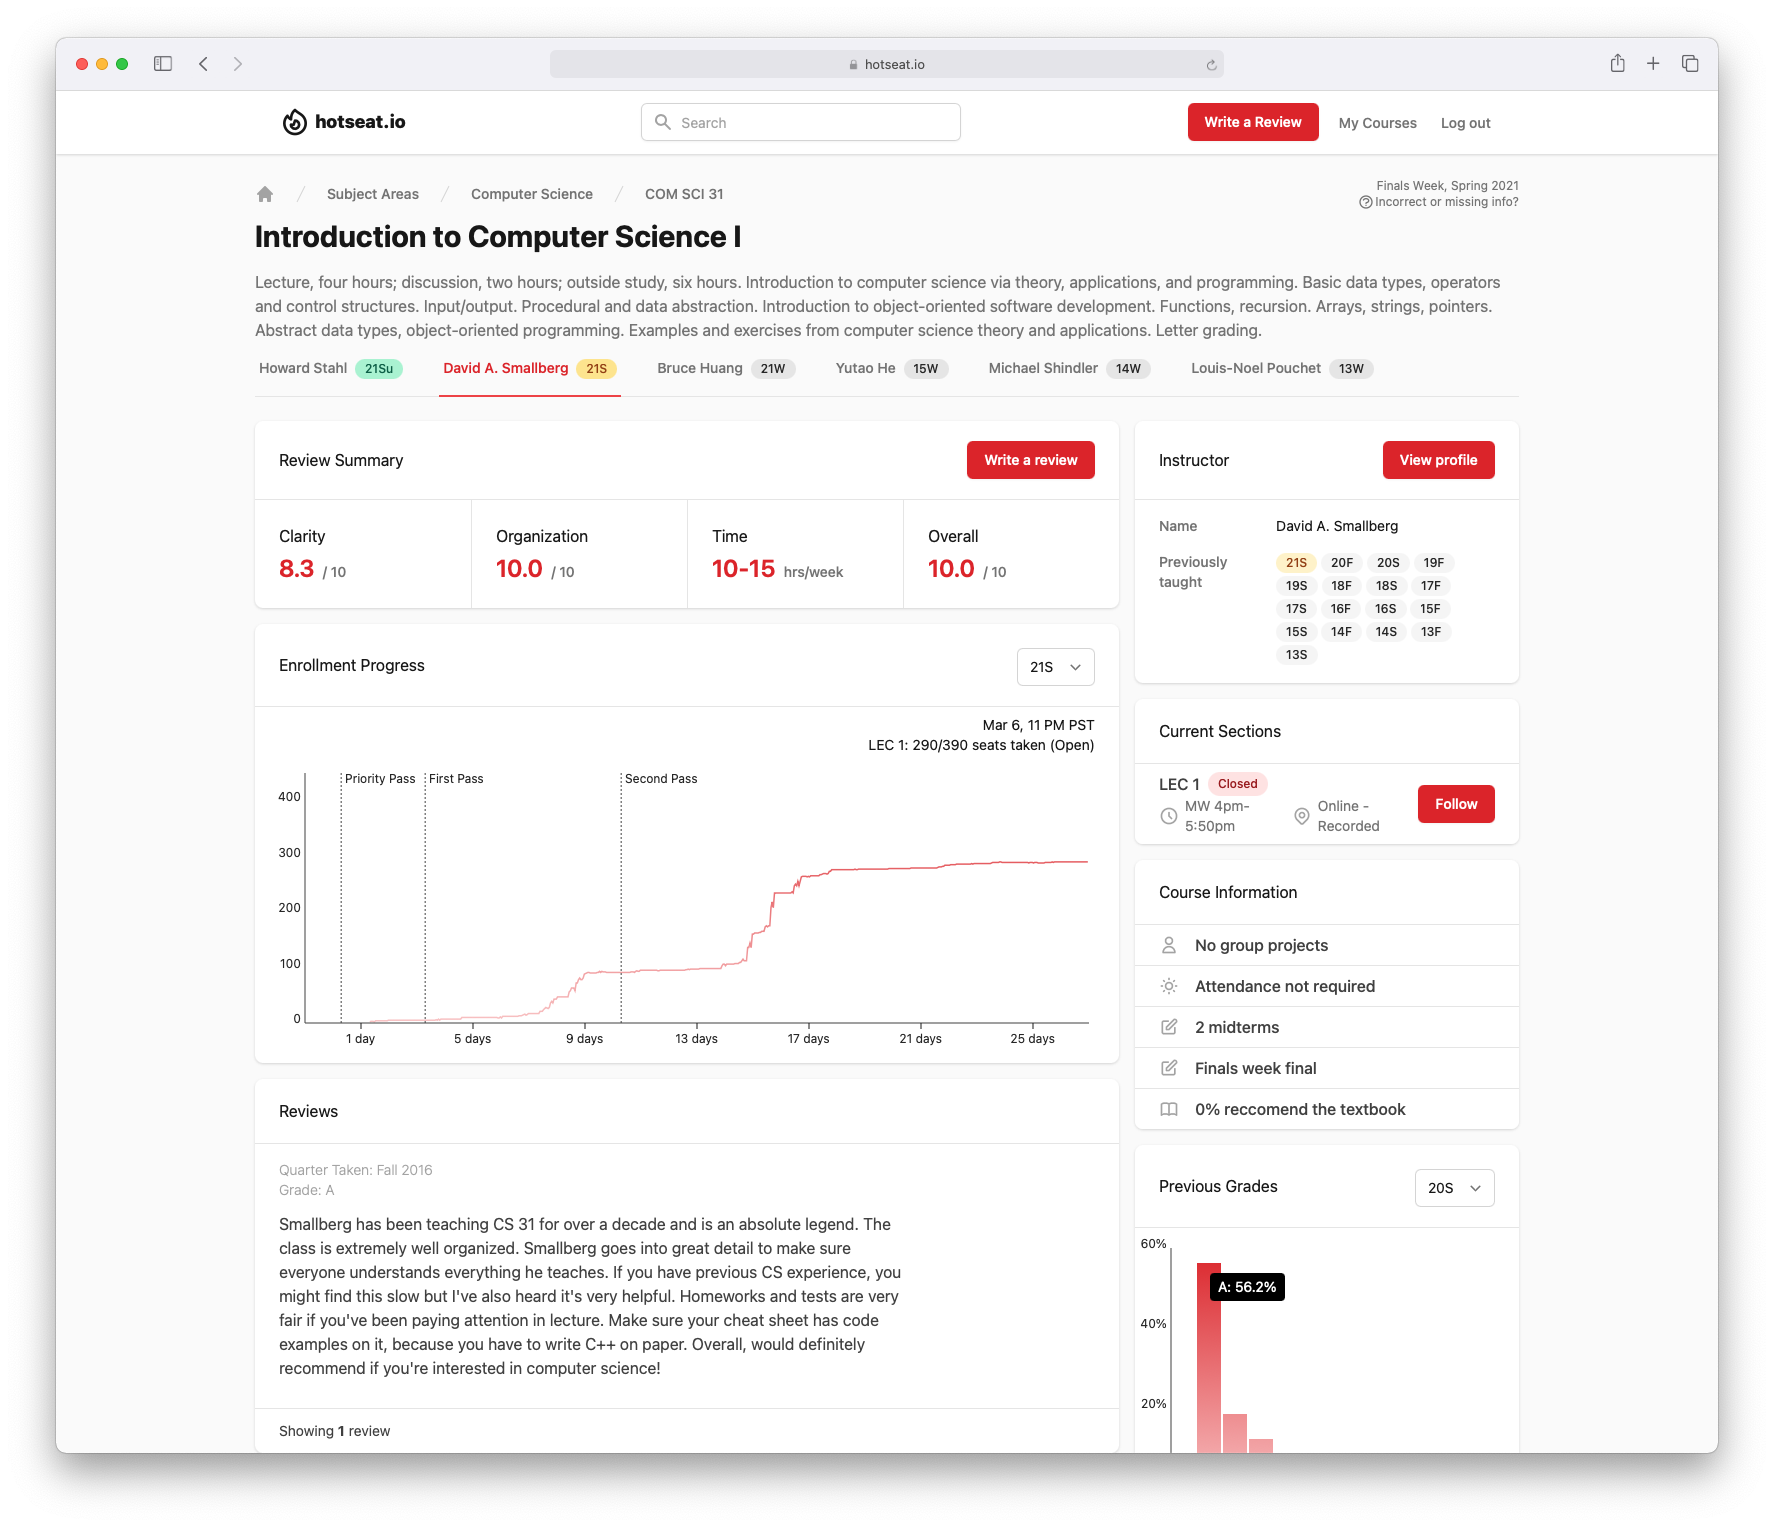 hotseat.io
hotseat.io
Search
Write a Review
My Courses
Log out
Subject Areas
Computer Science
COM SCI 31
Finals Week, Spring 2021
Incorrect or missing info?
Introduction to Computer Science I
Lecture, four hours; discussion, two hours; outside study, six hours. Introduction to computer science via theory, applications, and programming. Basic data types, operators
and control structures. Input/output. Procedural and data abstraction. Introduction to object-oriented software development. Functions, recursion. Arrays, strings, pointers.
Abstract data types, object-oriented programming. Examples and exercises from computer science theory and applications. Letter grading.
Howard Stahl 21Su
David A. Smallberg 21S
Bruce Huang 21W
Yutao He 15W
Michael Shindler 14W
Louis-Noel Pouchet 13W
Review Summary
Write a review
Clarity
8.3 / 10
Organization
10.0 / 10
Time
10-15 hrs/week
Overall
10.0 / 10
Enrollment Progress
21S
Mar 6, 11 PM PST
LEC 1: 290/390 seats taken (Open)
Priority Pass
First Pass
Second Pass
400
300
200
100
0
1 day
5 days
9 days
13 days
17 days
21 days
25 days
Reviews
Quarter Taken: Fall 2016
Grade: A
Smallberg has been teaching CS 31 for over a decade and is an absolute legend. The
class is extremely well organized. Smallberg goes into great detail to make sure
everyone understands everything he teaches. If you have previous CS experience, you
might find this slow but I've also heard it's very helpful. Homeworks and tests are very
fair if you've been paying attention in lecture. Make sure your cheat sheet has code
examples on it, because you have to write C++ on paper. Overall, would definitely
recommend if you're interested in computer science!
Showing 1 review
Instructor
View profile
Name
David A. Smallberg
Previously
taught
21S 20F 20S 19F
19S 18F 18S 17F
17S 16F 16S 15F
15S 14F 14S 13F
13S
Current Sections
LEC 1 Closed
MW 4pm-
5:50pm
Online -
Recorded
Follow
Course Information
No group projects
Attendance not required
2 midterms
Finals week final
0% reccomend the textbook
Previous Grades
20S
60%
A: 56.2%
40%
20%